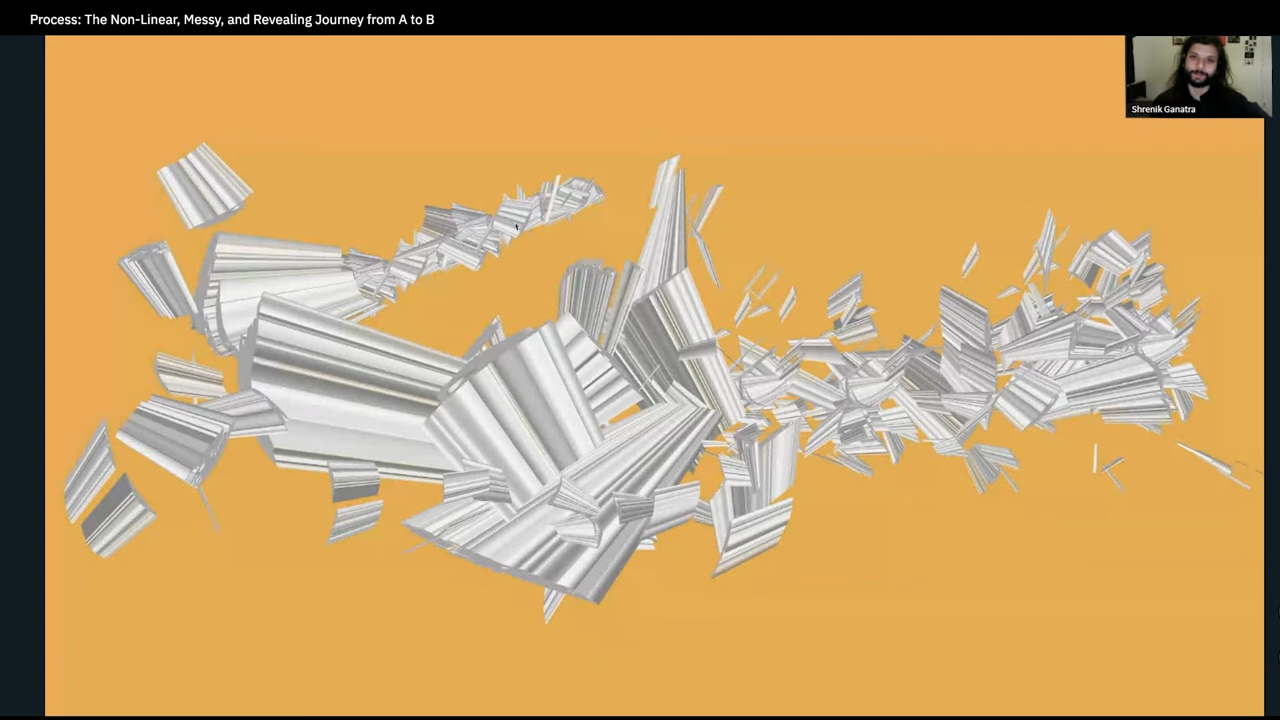 Process: The Non-Linear, Messy, and Revealing Journey from A to B
Shrenik Ganatra